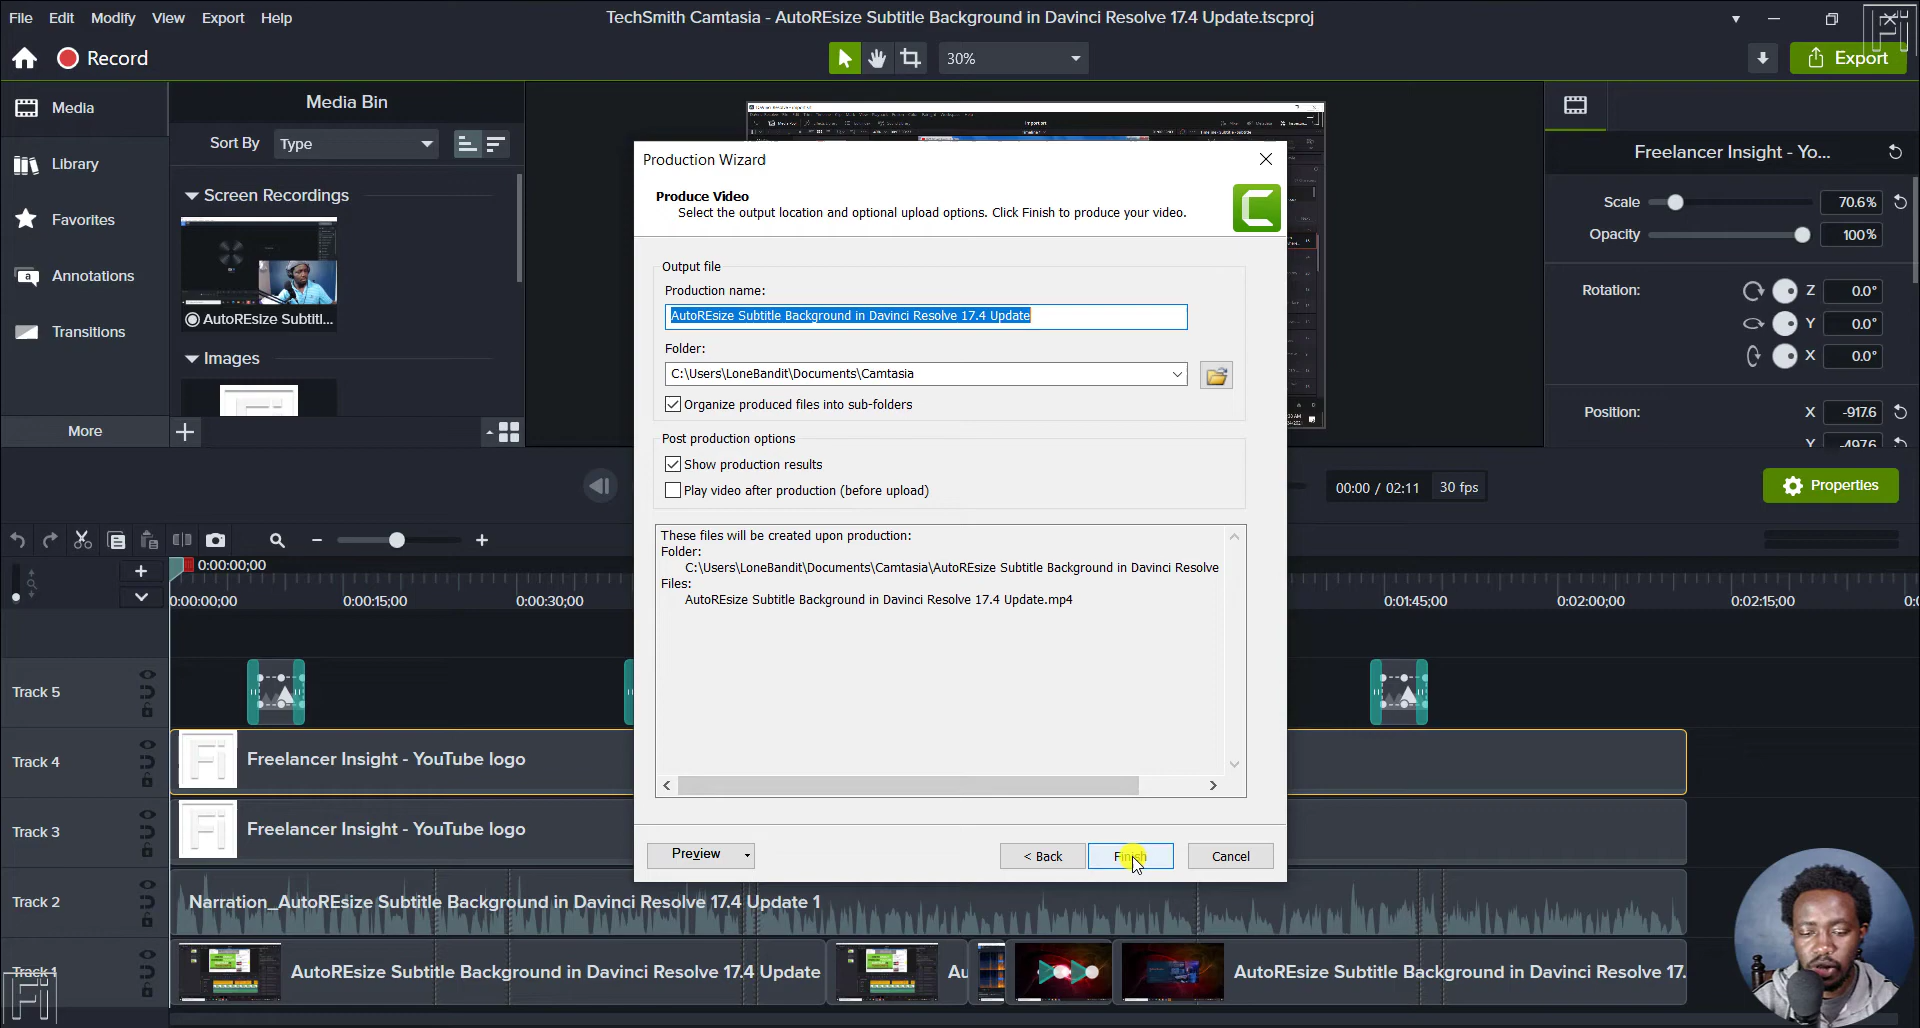 File Edit Modify View Export Help
TechSmith Camtasia - AutoREsize Subtitle Background in Davinci Resolve 17.4 Update.tscproj
Record
30%
Export
Media
Library
Favorites
Annotations
Transitions
More
Media Bin
Sort By Type
Screen Recordings
AutoREsize Subtitl...
Images
Production Wizard
Produce Video
Select the output location and optional upload options. Click Finish to produce your video.
Output file
Production name:
AutoREsize Subtitle Background in Davinci Resolve 17.4 Update
Folder:
C:\Users\LoneBandit\Documents\Camtasia
Organize produced files into sub-folders
Post production options
Show production results
Play video after production (before upload)
These files will be created upon production:
Folder:
C:\Users\LoneBandit\Documents\Camtasia\AutoREsize Subtitle Background in Davinci Resolve
Files:
AutoREsize Subtitle Background in Davinci Resolve 17.4 Update.mp4
Preview
< Back
Finish
Cancel
Freelancer Insight - Yo...
Scale 70.6%
Opacity 100%
Rotation: Z 0.0°
Y 0.0°
X 0.0°
Position: X -917.6
Y -497.6
00:00 / 02:11 30 fps
Properties
0:00:00;00
0:00:00;00 0:00:15;00 0:00:30;00 0:01:45;00 0:02:00;00 0:02:15;00
Track 5
Track 4 Freelancer Insight - YouTube logo
Track 3 Freelancer Insight - YouTube logo
Track 2 Narration_AutoREsize Subtitle Background in Davinci Resolve 17.4 Update 1
Track 1 AutoREsize Subtitle Background in Davinci Resolve 17.4 Update Au AutoREsize Subtitle Background in Davinci Resolve 17.
Fi